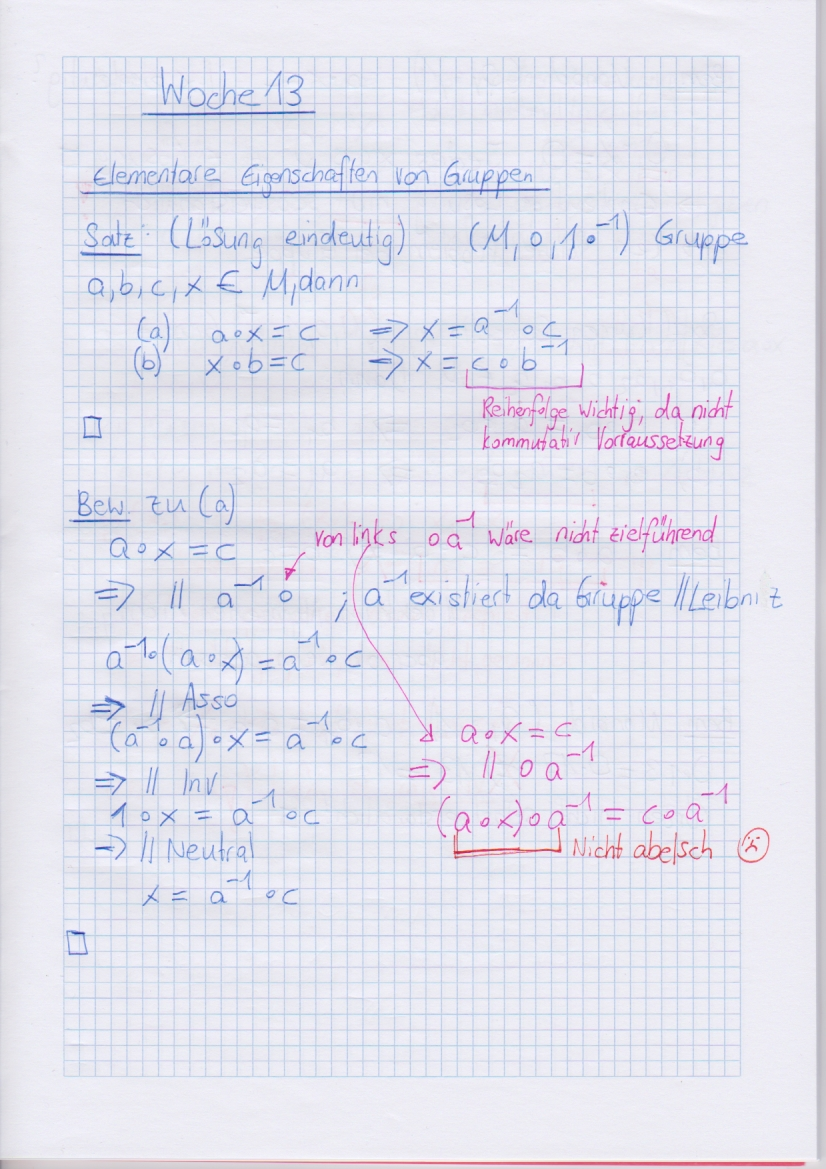 Woche 13
Elementare Eigenschaften von Gruppen
Satz: (Lösung eindeutig) (M, ∘, 1, ∘⁻¹) Gruppe
a, b, c, x ∈ M, dann
(a) a∘x = c ⇒ x = a⁻¹ ∘ c
(b) x∘b = c ⇒ x = c ∘ b⁻¹
Reihenfolge wichtig, da nicht
kommutativ Vorraussetzung
□
Bew. zu (a)
a∘x = c
von links ∘a⁻¹ wäre nicht zielführend
⇒ // a⁻¹ ∘ ; a⁻¹ existiert da Gruppe // Leibniz
a⁻¹∘(a∘x) = a⁻¹∘c
⇒ // Asso
(a⁻¹∘a)∘x = a⁻¹∘c
⇒ // Inv
1∘x = a⁻¹∘c
⇒ // Neutral
x = a⁻¹∘c
a∘x = c
⇒ // ∘a⁻¹
(a∘x)∘a⁻¹ = c∘a⁻¹
Nicht abelsch ☹
□